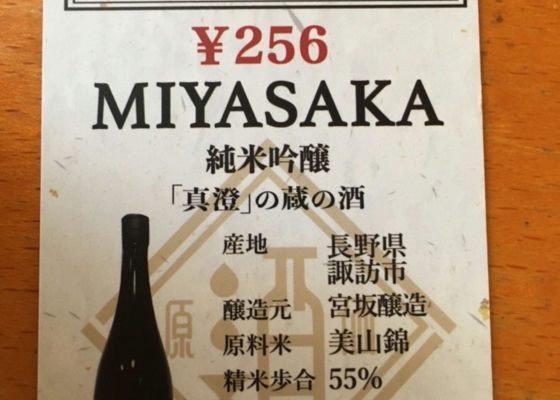 ¥256
MIYASAKA
純米吟醸
「真澄」の蔵の酒
産地 長野県
諏訪市
醸造元 宮坂醸造
原料米 美山錦
精米歩合 55%
酒
原